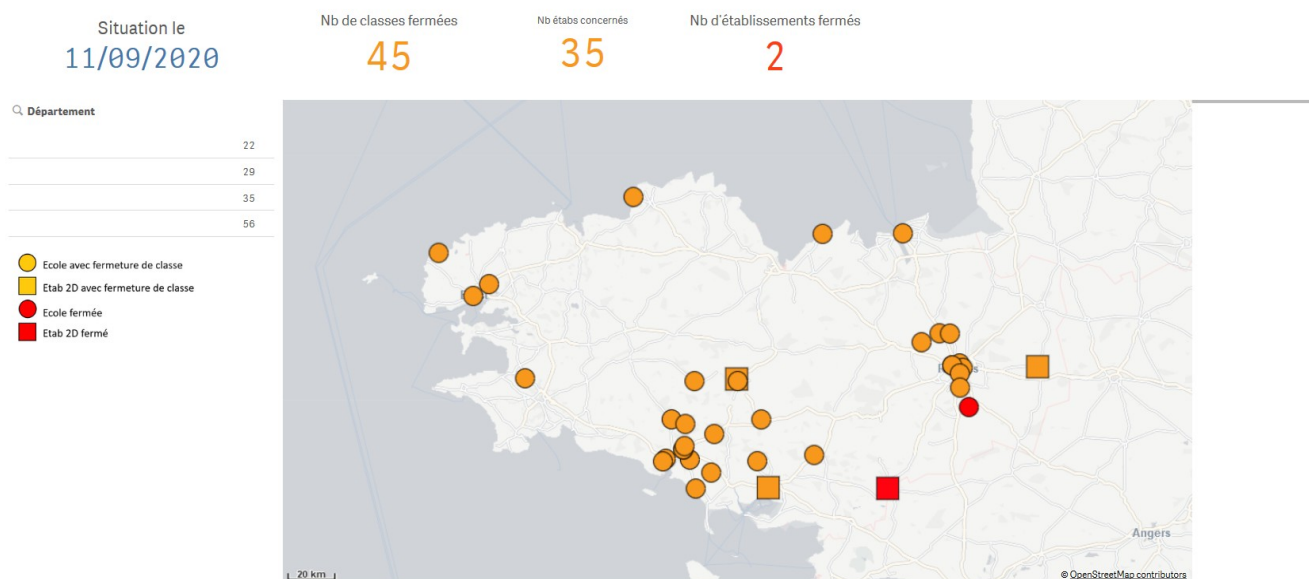 Situation le
11/09/2020
Nb de classes fermées
45
Nb étabs concernés
35
Nb d'établissements fermés
2
Département
22
29
35
56
Ecole avec fermeture de classe
Etab 2D avec fermeture de classe
Ecole fermée
Etab 2D fermé
Angers
20 km
© OpenStreetMap contributors